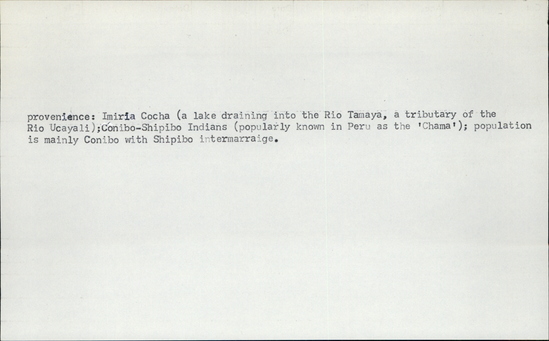 provenience: Imiria Cocha (a lake draining into the Rio Tamaya, a tributary of the
Rio Ucayali);Conibo-Shipibo Indians (popularly known in Peru as the 'Chama'); population
is mainly Conibo with Shipibo intermarraige.